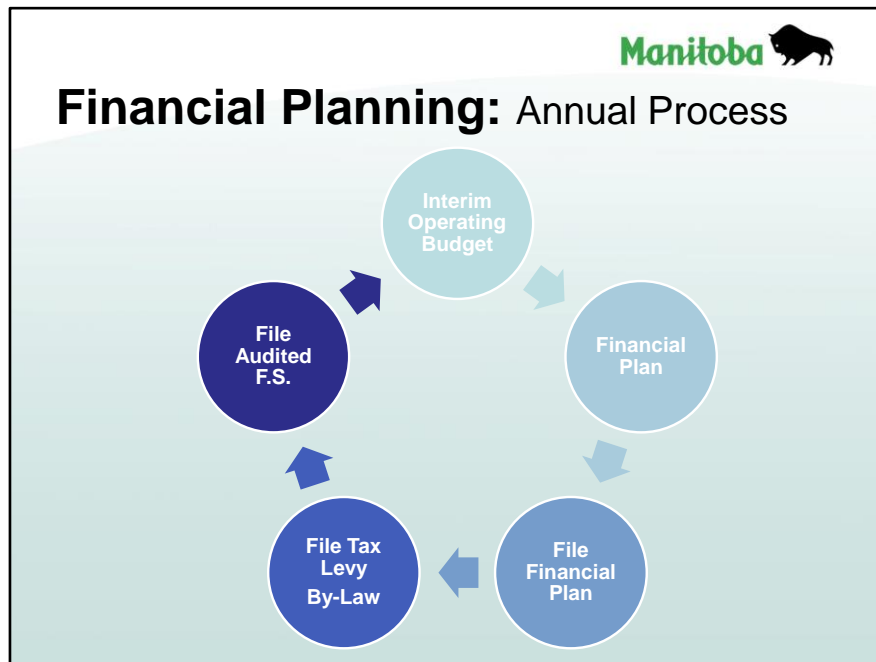 Manitoba
Financial Planning: Annual Process
Interim
Operating
Budget
Financial
Plan
File
Financial
Plan
File Tax
Levy
By-Law
File
Audited
F.S.